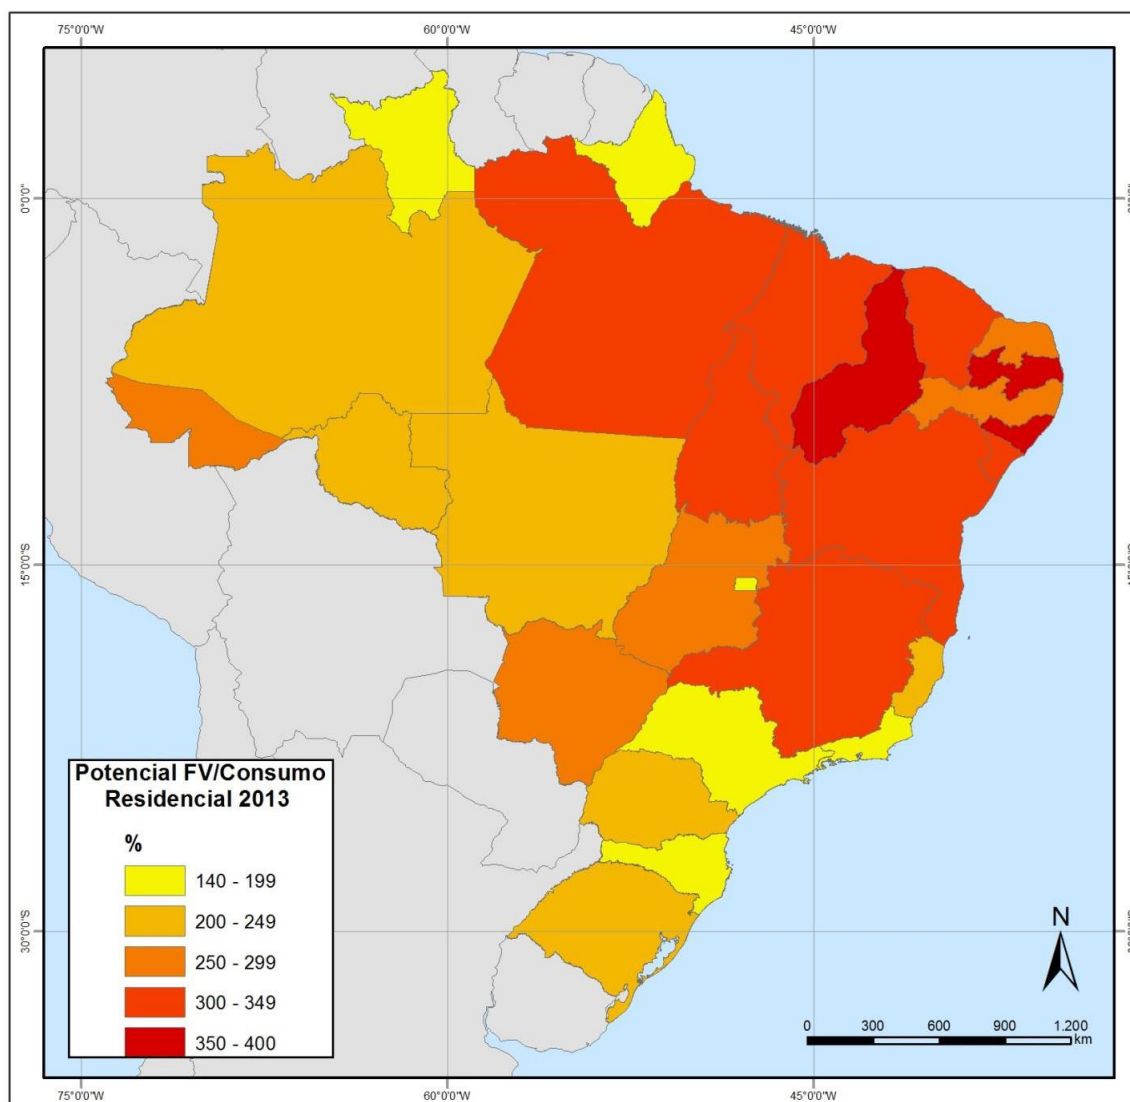 75°0'0"W 60°0'0"W 45°0'0"W
0°0'0"
15°0'0"S
30°0'0"S
Potencial FV/Consumo
Residencial 2013
%
140 - 199
200 - 249
250 - 299
300 - 349
350 - 400
N
0 300 600 900 1.200
km
75°0'0"W 60°0'0"W 45°0'0"W